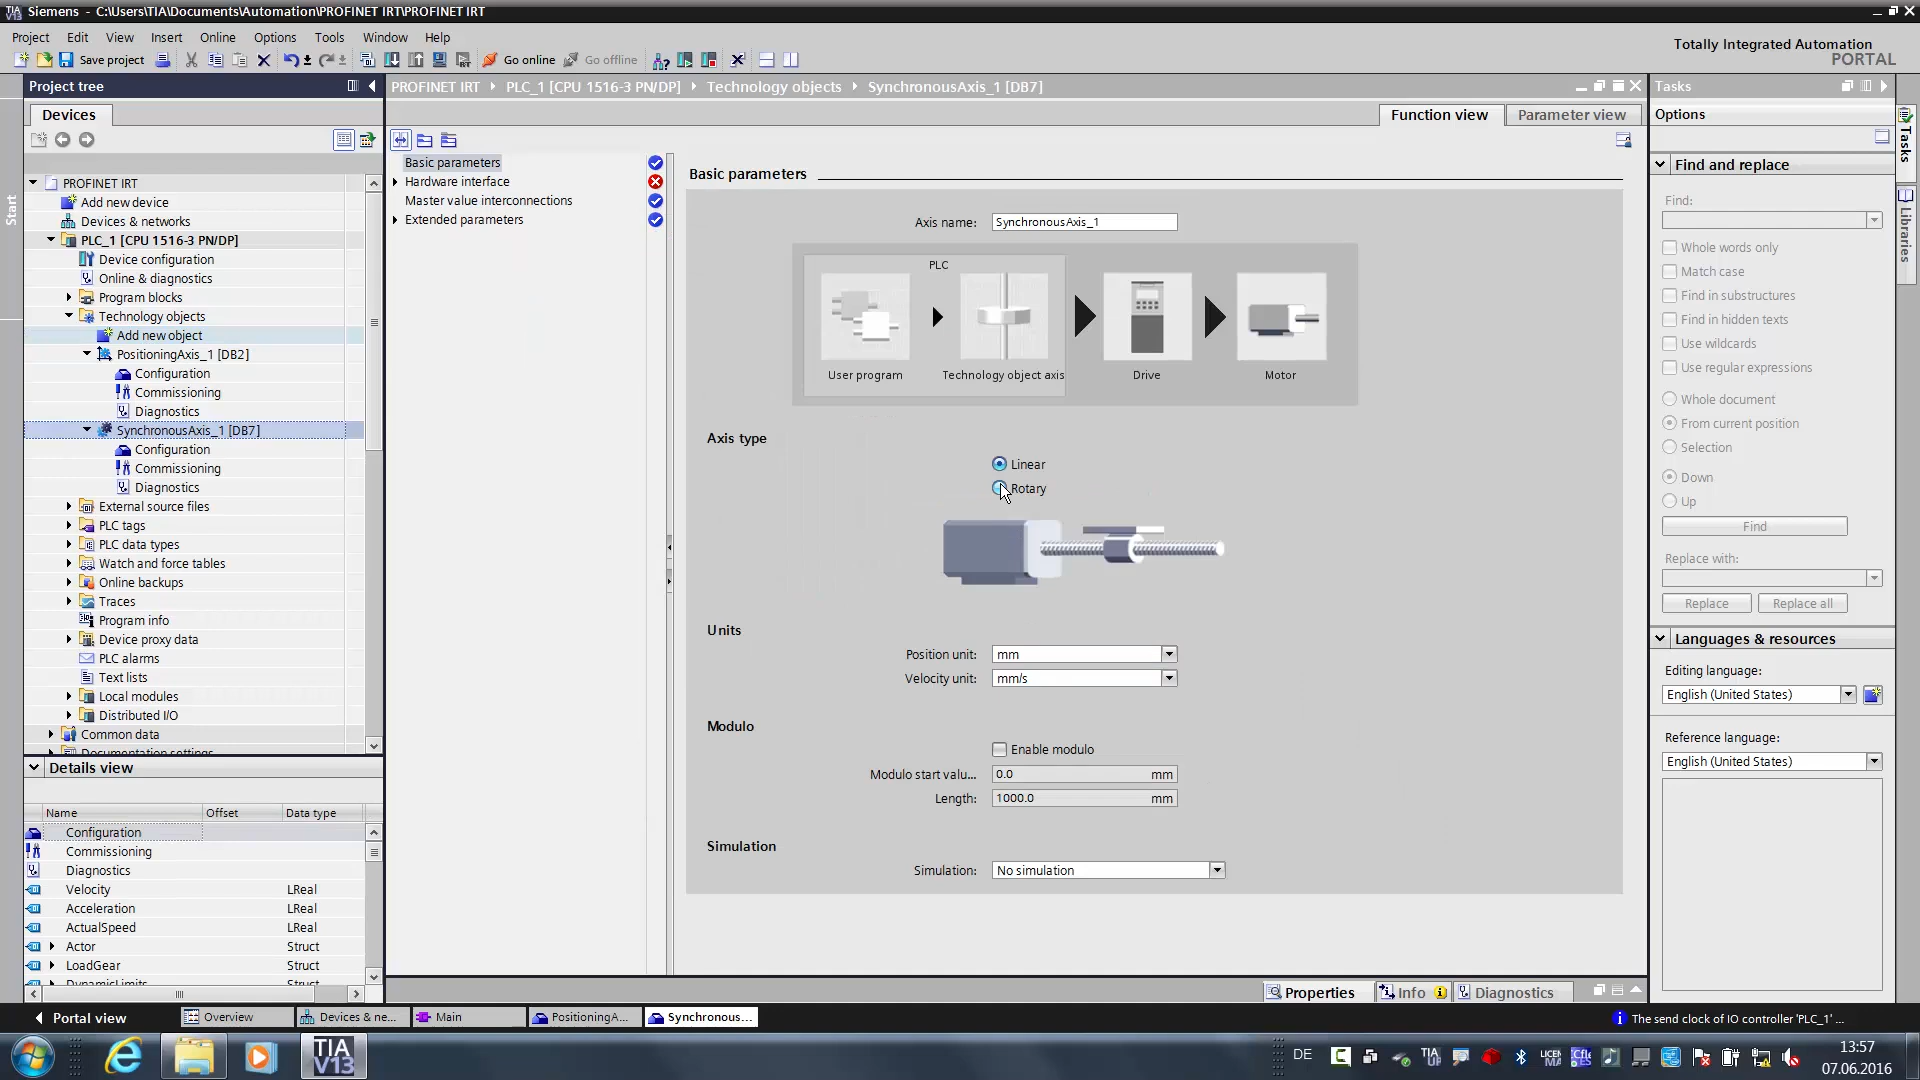 Siemens - C:\Users\TIA\Documents\Automation\PROFINET IRT\PROFINET IRT
TIA V13
Project Edit View Insert Online Options Tools Window Help
Totally Integrated Automation
PORTAL
Save project
Go online
Go offline
Project tree
PROFINET IRT
PLC_1 [CPU 1516-3 PN/DP]
Technology objects
SynchronousAxis_1 [DB7]
Tasks
Devices
Function view
Parameter view
Options
Start
PROFINET IRT
Add new device
Devices & networks
PLC_1 [CPU 1516-3 PN/DP]
Device configuration
Online & diagnostics
Program blocks
Technology objects
Add new object
PositioningAxis_1 [DB2]
Configuration
Commissioning
Diagnostics
SynchronousAxis_1 [DB7]
Configuration
Commissioning
Diagnostics
External source files
PLC tags
PLC data types
Watch and force tables
Online backups
Traces
Program info
Device proxy data
PLC alarms
Text lists
Local modules
Distributed I/O
Common data
Documentation settings
Details view
Name Offset Data type
Configuration
Commissioning
Diagnostics
Velocity LReal
Acceleration LReal
ActualSpeed LReal
Actor Struct
LoadGear Struct
DynamicLimits Struct
Basic parameters
Hardware interface
Master value interconnections
Extended parameters
Basic parameters
Axis name: SynchronousAxis_1
PLC
User program
Technology object axis
Drive
Motor
Axis type
Linear
Rotary
Units
Position unit: mm
Velocity unit: mm/s
Modulo
Enable modulo
Modulo start valu... 0.0 mm
Length: 1000.0 mm
Simulation
Simulation: No simulation
Properties
Info
Diagnostics
Find and replace
Find:
Whole words only
Match case
Find in substructures
Find in hidden texts
Use wildcards
Use regular expressions
Whole document
From current position
Selection
Down
Up
Find
Replace with:
Replace
Replace all
Languages & resources
Editing language:
English (United States)
Reference language:
English (United States)
Tasks
Libraries
Portal view
Overview
Devices & ne...
Main
PositioningA...
Synchronous...
The send clock of IO controller 'PLC_1' ...
TIA
V13
DE
13:57
07.06.2016